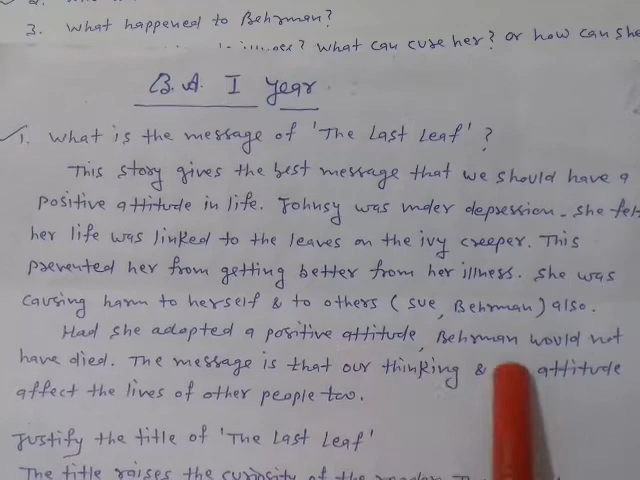 3. What happened to Behrman?
What can cure her? or how can she
B.A. I year
1. What is the message of 'The Last Leaf'?
This story gives the best message that we should have a
positive attitude in life. Johnsy was under depression. She felt
her life was linked to the leaves on the ivy creeper. This
prevented her from getting better from her illness. She was
causing harm to herself & to others (Sue, Behrman) also.
Had she adopted a positive attitude, Behrman would not
have died. The message is that our thinking & attitude
affect the lives of other people too.
Justify the title of 'The Last Leaf'
The title raises the curiosity of the